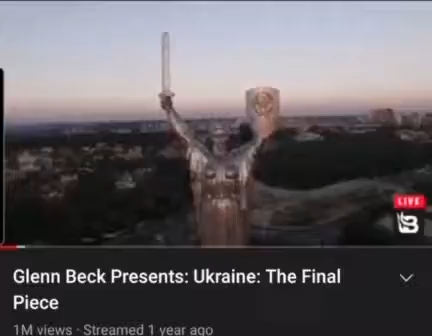 LIVE
Glenn Beck Presents: Ukraine: The Final
Piece
1M views · Streamed 1 year ago